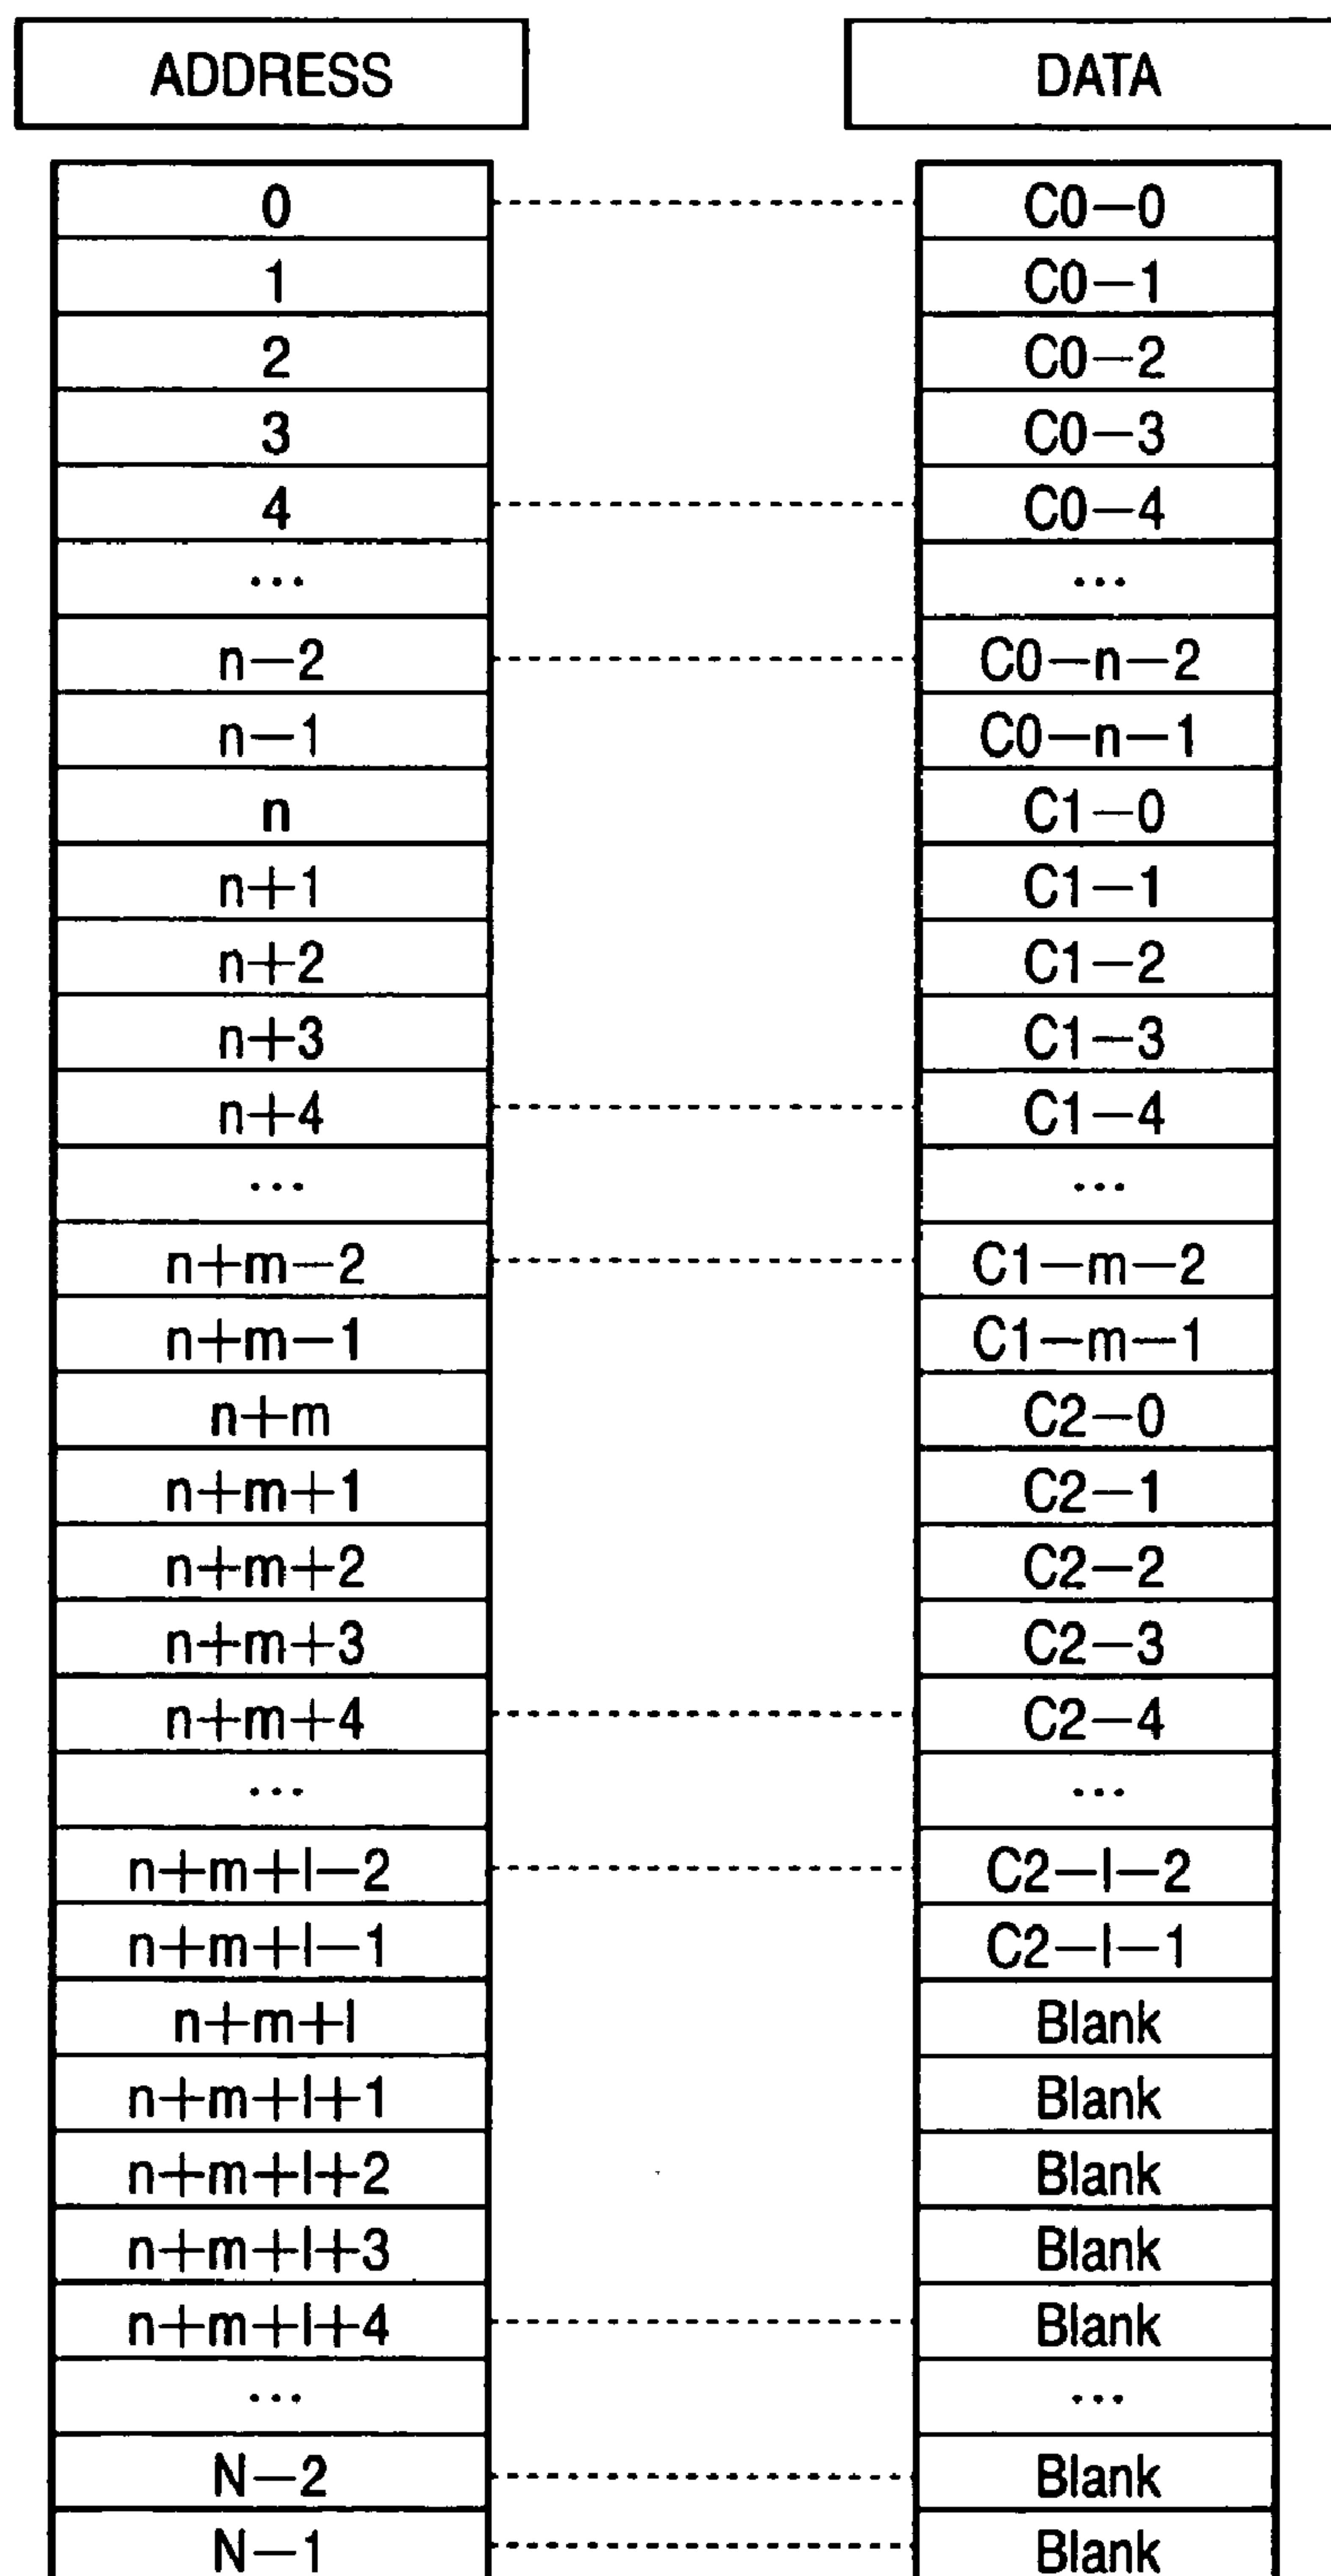 ADDRESS DATA
0 C0—0
1 C0—1
2 C0—2
3 C0—3
4 C0—4
... ...
n—2 C0—n—2
n—1 C0—n—1
n C1—0
n+1 C1—1
n+2 C1—2
n+3 C1—3
n+4 C1—4
... ...
n+m—2 C1—m—2
n+m—1 C1—m—1
n+m C2—0
n+m+1 C2—1
n+m+2 C2—2
n+m+3 C2—3
n+m+4 C2—4
... ...
n+m+l—2 C2—l—2
n+m+l—1 C2—l—1
n+m+l Blank
n+m+l+1 Blank
n+m+l+2 Blank
n+m+l+3 Blank
n+m+l+4 Blank
... ...
N—2 Blank
N—1 Blank